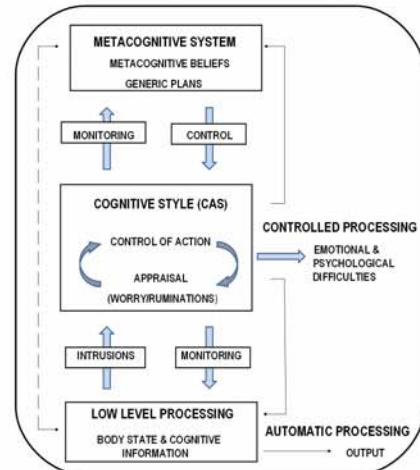 METACOGNITIVE SYSTEM
METACOGNITIVE BELIEFS
GENERIC PLANS
MONITORING
CONTROL
COGNITIVE STYLE (CAS)
CONTROL OF ACTION
APPRAISAL
(WORRY/RUMINATIONS)
CONTROLLED PROCESSING
EMOTIONAL &
PSYCHOLOGICAL
DIFFICULTIES
INTRUSIONS
MONITORING
LOW LEVEL PROCESSING
BODY STATE & COGNITIVE
INFORMATION
AUTOMATIC PROCESSING
OUTPUT